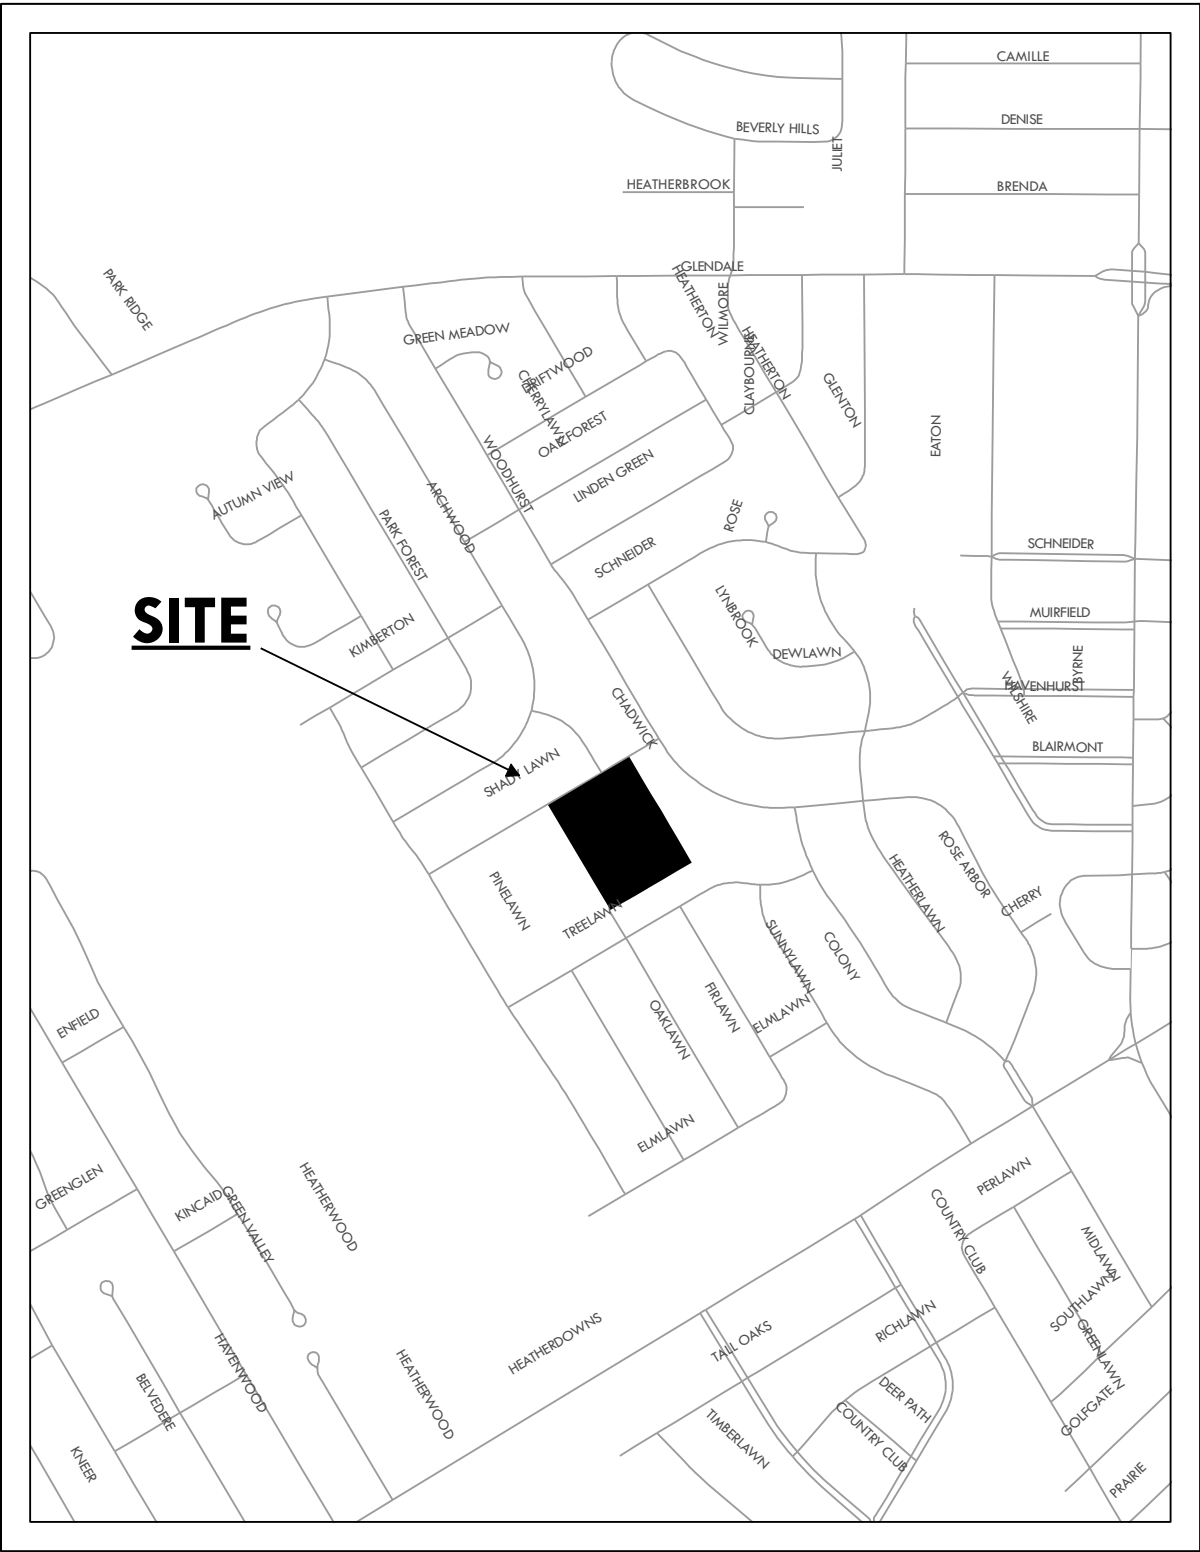 CAMILLE
DENISE
BEVERLY HILLS
JULIET
HEATHERBROOK
BRENDA
GLENDALE
PARK RIDGE
HEATHERTON
WILMORE
GREEN MEADOW
HEATHERTON
CLAYBOURNE
DRIFTWOOD
CHERRYLAWN
GLENTON
EATON
OAK FOREST
WOODHURST
LINDEN GREEN
AUTUMN VIEW
ARCHWOOD
PARK FOREST
ROSE
SCHNEIDER
SCHNEIDER
LYNBROOK
MUIRFIELD
SITE
KIMBERTON
DEWLAWN
BYRNE
HAVENHURST
WILSHIRE
CHADWICK
BLAIRMONT
SHADY LAWN
ROSE ARBOR
HEATHERLAWN
CHERRY
PINELAWN
TREELAWN
SUNNYLAWN
COLONY
FIRLAWN
ELMLAWN
OAKLAWN
ENFIELD
ELMLAWN
PERLAWN
GREENGLEN
KINCAID
GREEN VALLEY
HEATHERWOOD
COUNTRY CLUB
MIDLAWN
SOUTHLAWN
GREENLAWN
RICHLAWN
TALL OAKS
HEATHERDOWNS
HAVENWOOD
HEATHERWOOD
BELVEDERE
DEER PATH
COUNTRY CLUB
GOLFGATE
TIMBERLAWN
KNEER
PRAIRIE